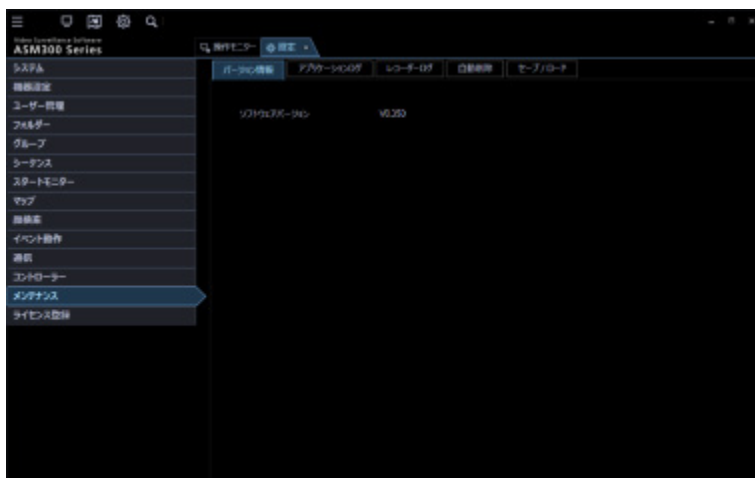 Video Surveillance Software
ASM300 Series
操作モニター
設定
システム
機器設定
ユーザー管理
フォルダー
グループ
シーケンス
スタートモニター
マップ
イベント動作
通信
コントローラー
メンテナンス
ライセンス登録
バージョン情報
アプリケーションログ
レコーダーログ
自動削除
セーブ/ロード
ソフトウェアバージョン
V0.350